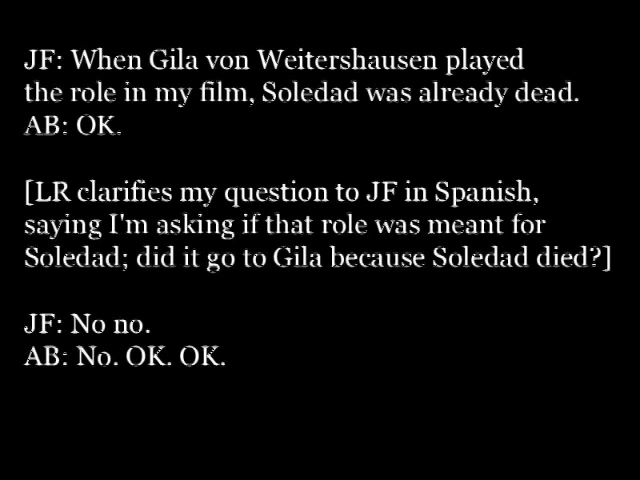 JF: When Gila von Weitershausen played
the role in my film, Soledad was already dead.
AB: OK.
[LR clarifies my question to JF in Spanish,
saying I'm asking if that role was meant for
Soledad; did it go to Gila because Soledad died?]
JF: No no.
AB: No. OK. OK.